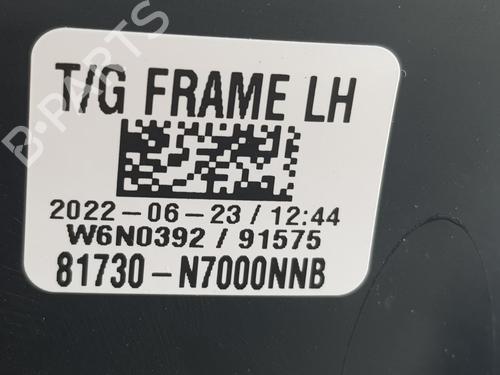 T/G FRAME LH
2022-06-23 / 12:44
W6N0392 / 91575
81730-N7000NNB
B-PARTS